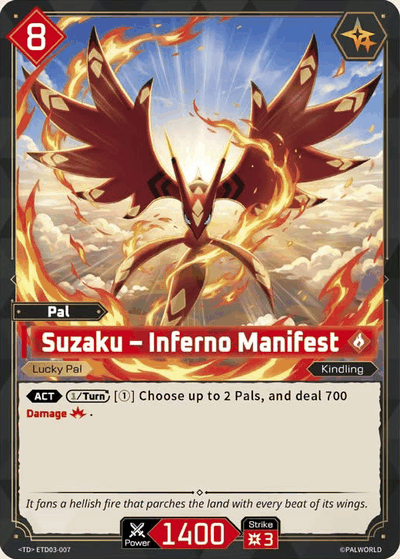 8
Pal
Suzaku – Inferno Manifest
Lucky Pal
Kindling
ACT 1/Turn [①] Choose up to 2 Pals, and deal 700
Damage .
It fans a hellish fire that parches the land with every beat of its wings.
<TD> ETD03-007
Power
1400
Strike
3
©PALWORLD